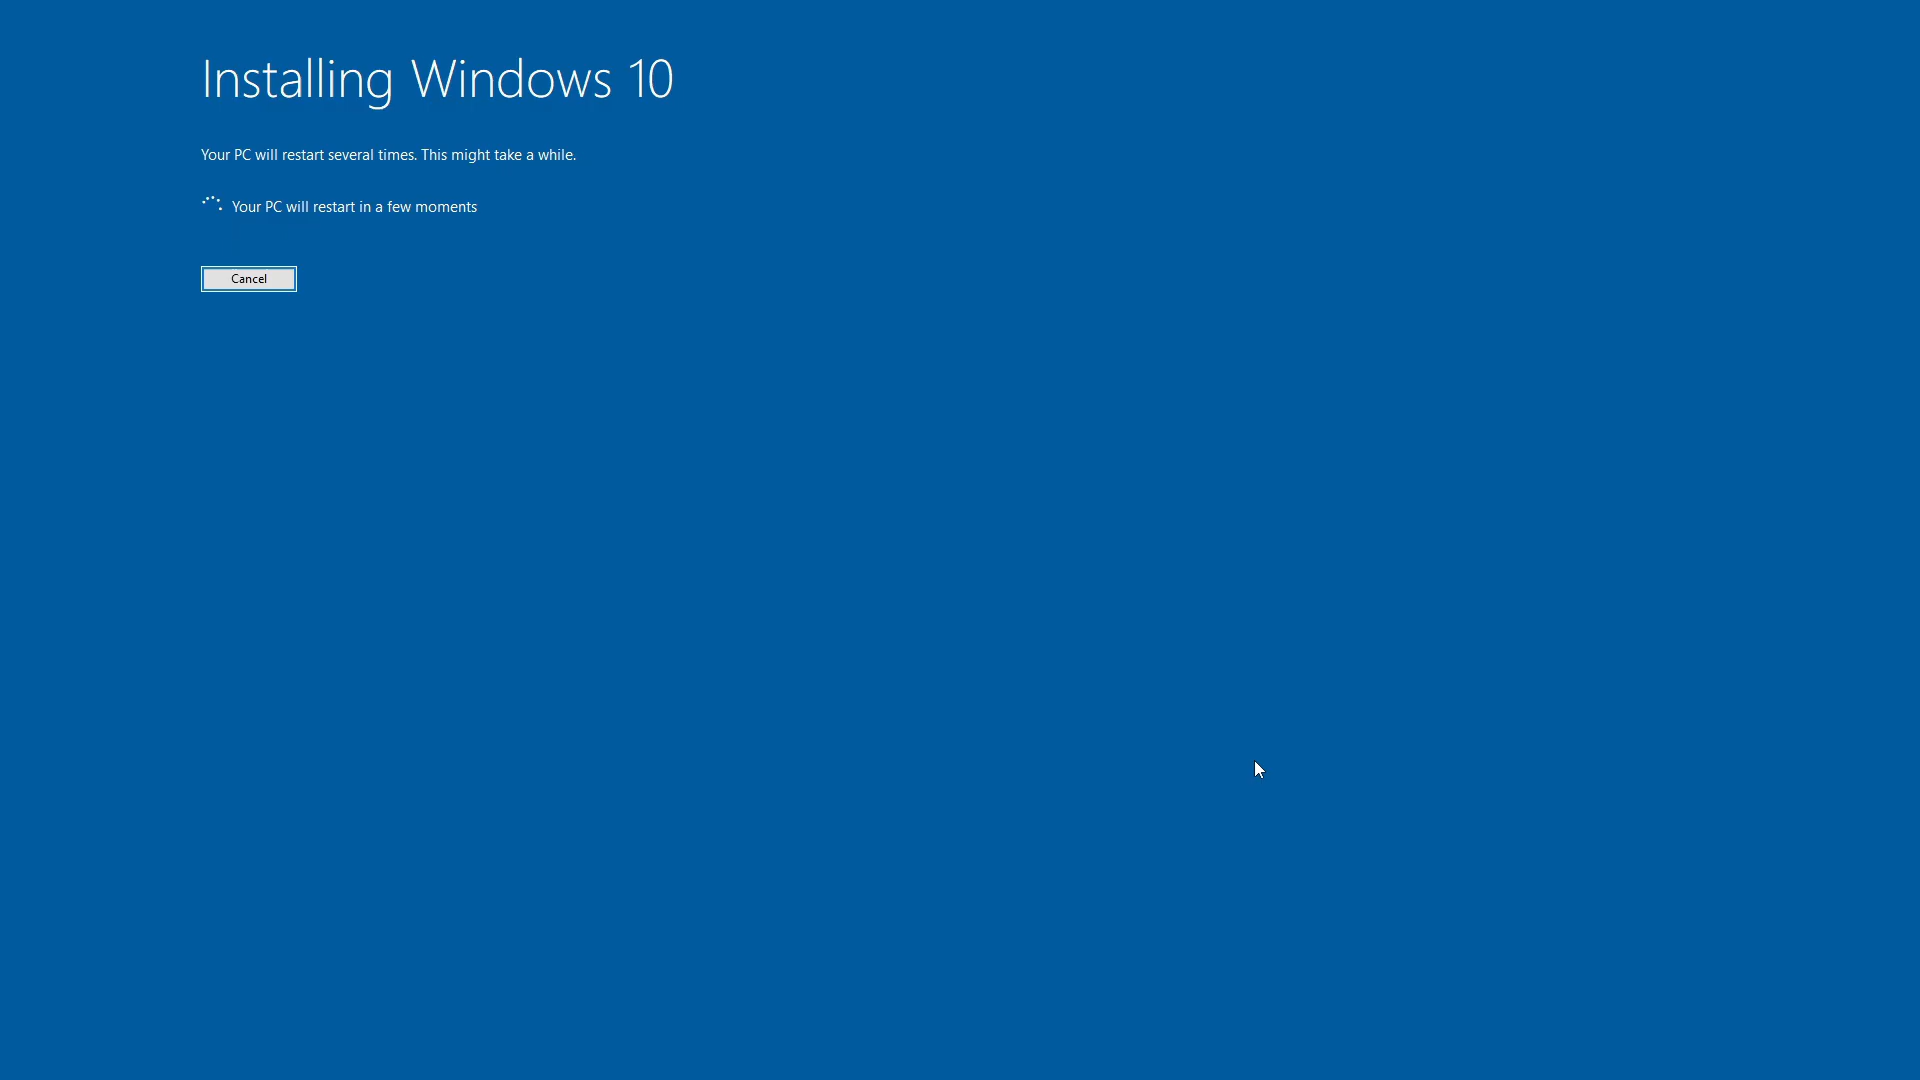 Installing Windows 10
Your PC will restart several times. This might take a while.
Your PC will restart in a few moments
Cancel